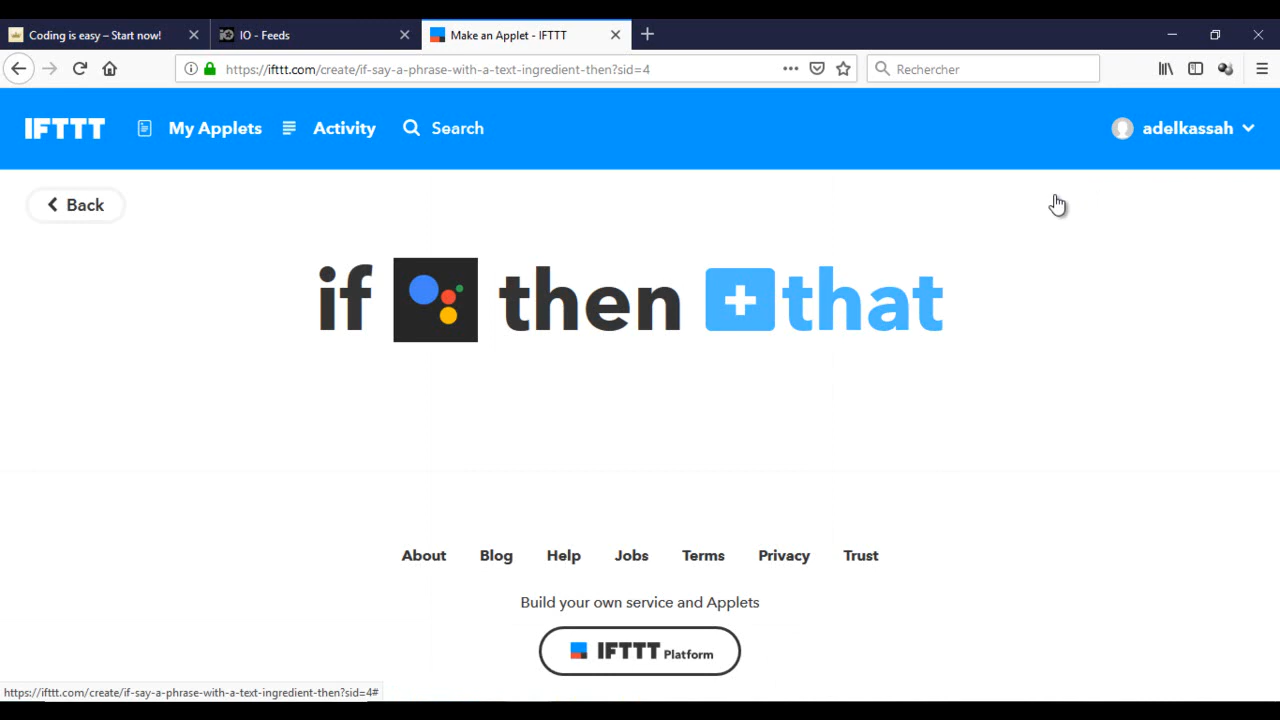 Coding is easy – Start now!
IO - Feeds
Make an Applet - IFTTT
https://ifttt.com/create/if-say-a-phrase-with-a-text-ingredient-then?sid=4
Rechercher
IFTTT
My Applets
Activity
Search
adelkassah
Back
if then +that
About Blog Help Jobs Terms Privacy Trust
Build your own service and Applets
IFTTT Platform
https://ifttt.com/create/if-say-a-phrase-with-a-text-ingredient-then?sid=4#